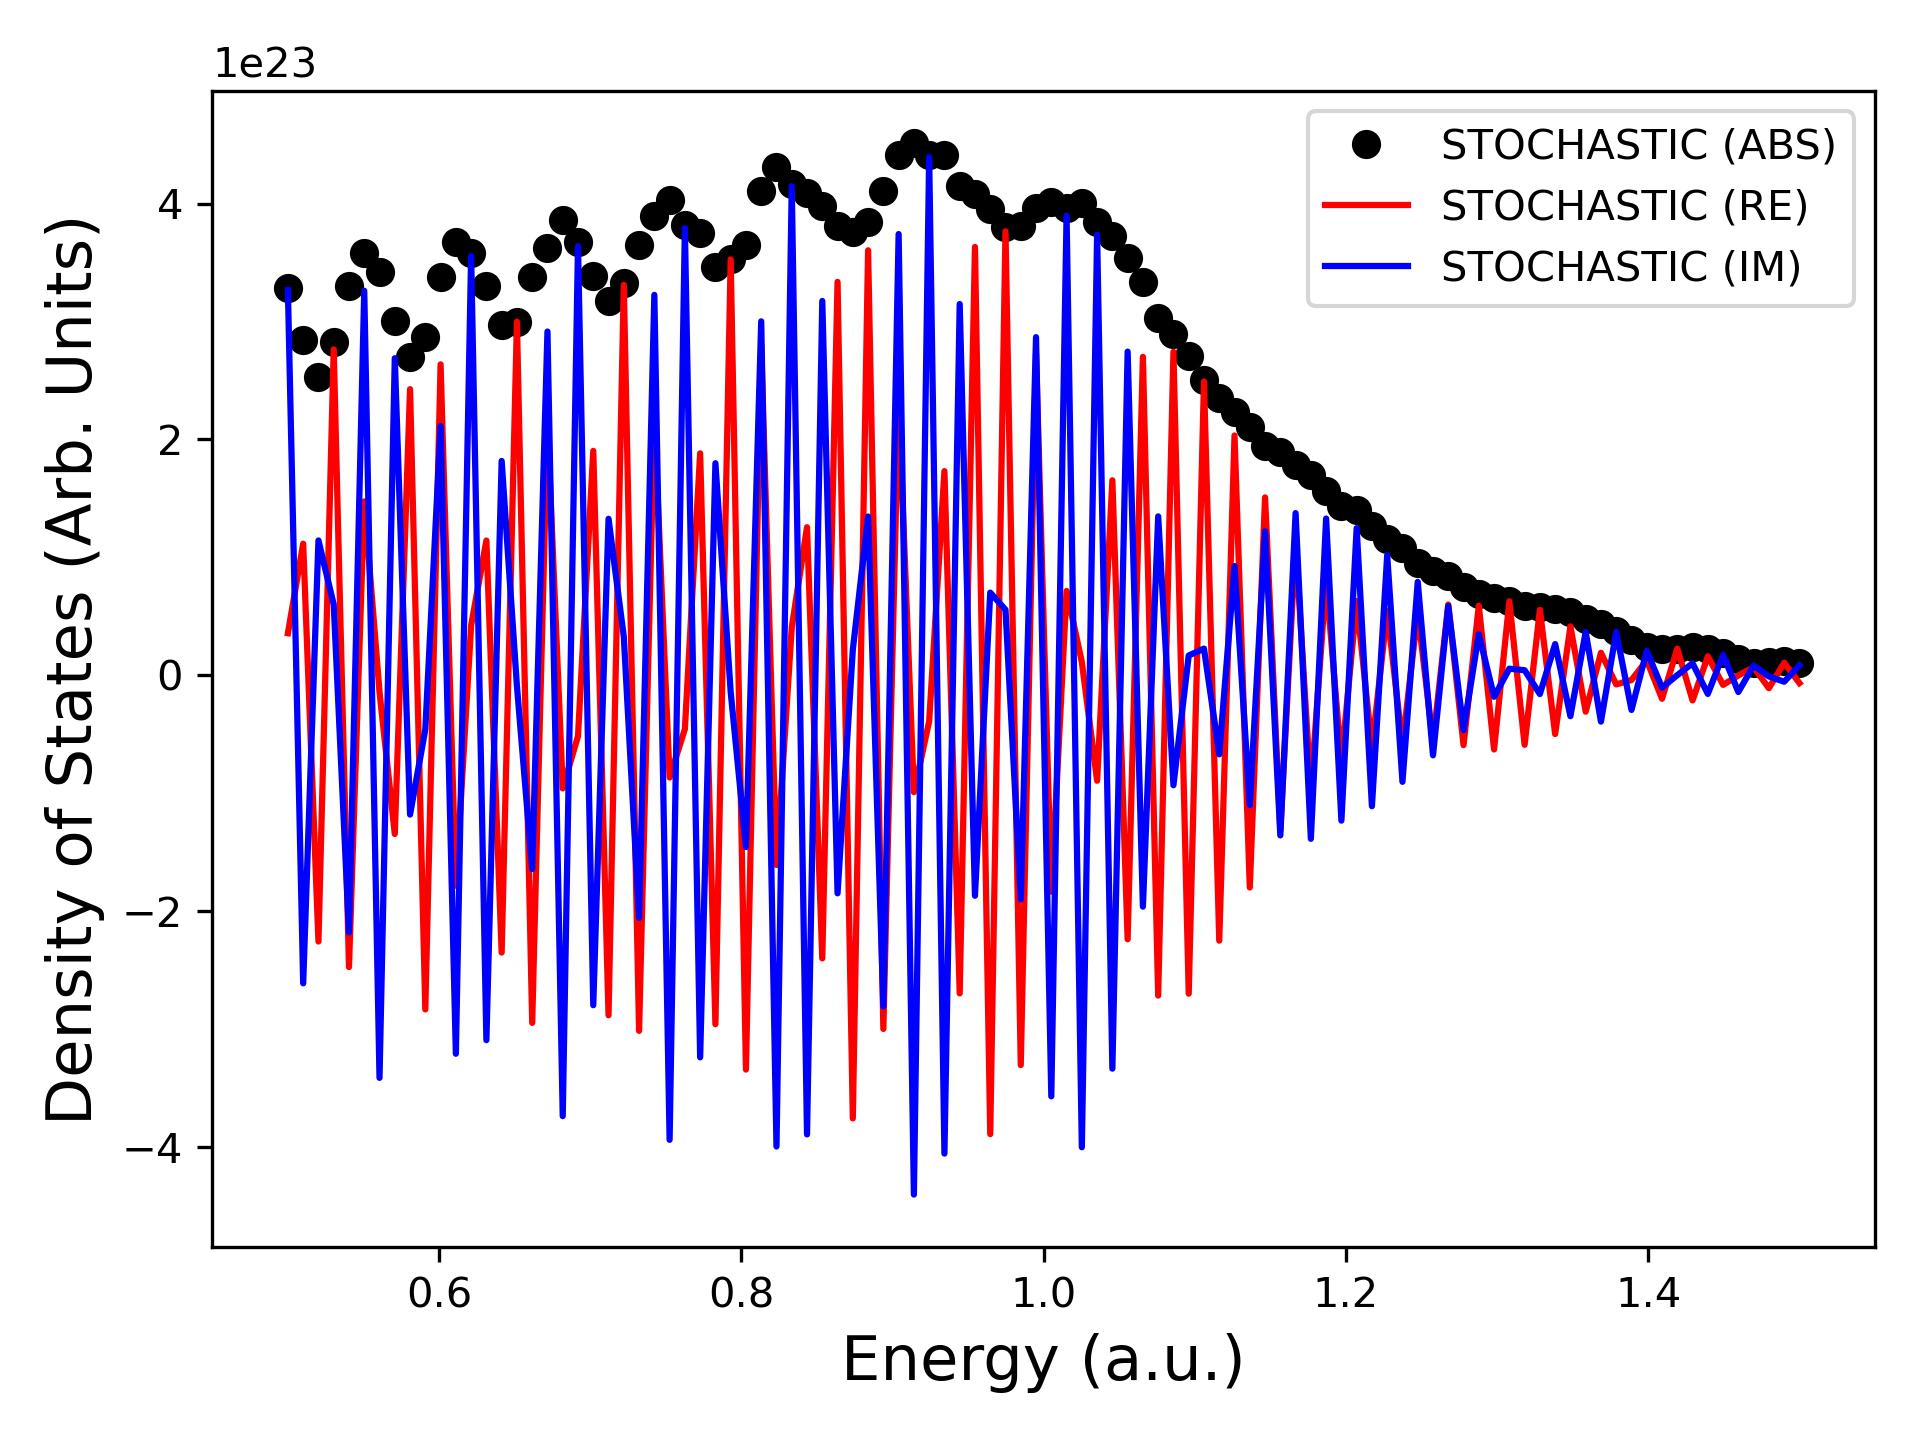 1e23
STOCHASTIC (ABS)
STOCHASTIC (RE)
STOCHASTIC (IM)
Density of States (Arb. Units)
4
2
0
−2
−4
0.6 0.8 1.0 1.2 1.4
Energy (a.u.)